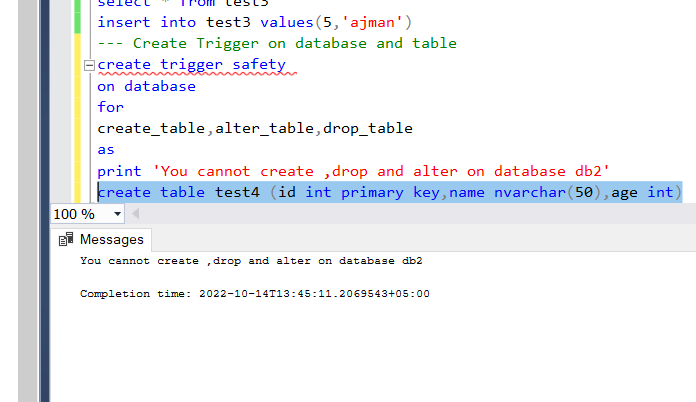 select * from test3
insert into test3 values(5,'ajman')
--- Create Trigger on database and table
create trigger safety
on database
for
create_table,alter_table,drop_table
as
print 'You cannot create ,drop and alter on database db2'
create table test4 (id int primary key,name nvarchar(50),age int)
100 %
Messages
You cannot create ,drop and alter on database db2
Completion time: 2022-10-14T13:45:11.2069543+05:00